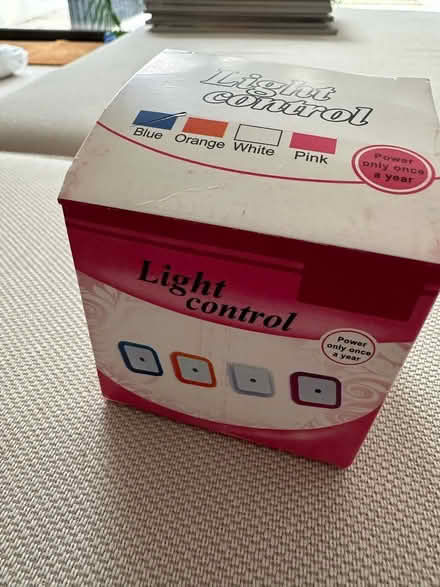 Light
control
Blue Orange White Pink
Power
only once
a year
Light
control
Power
only once
a year